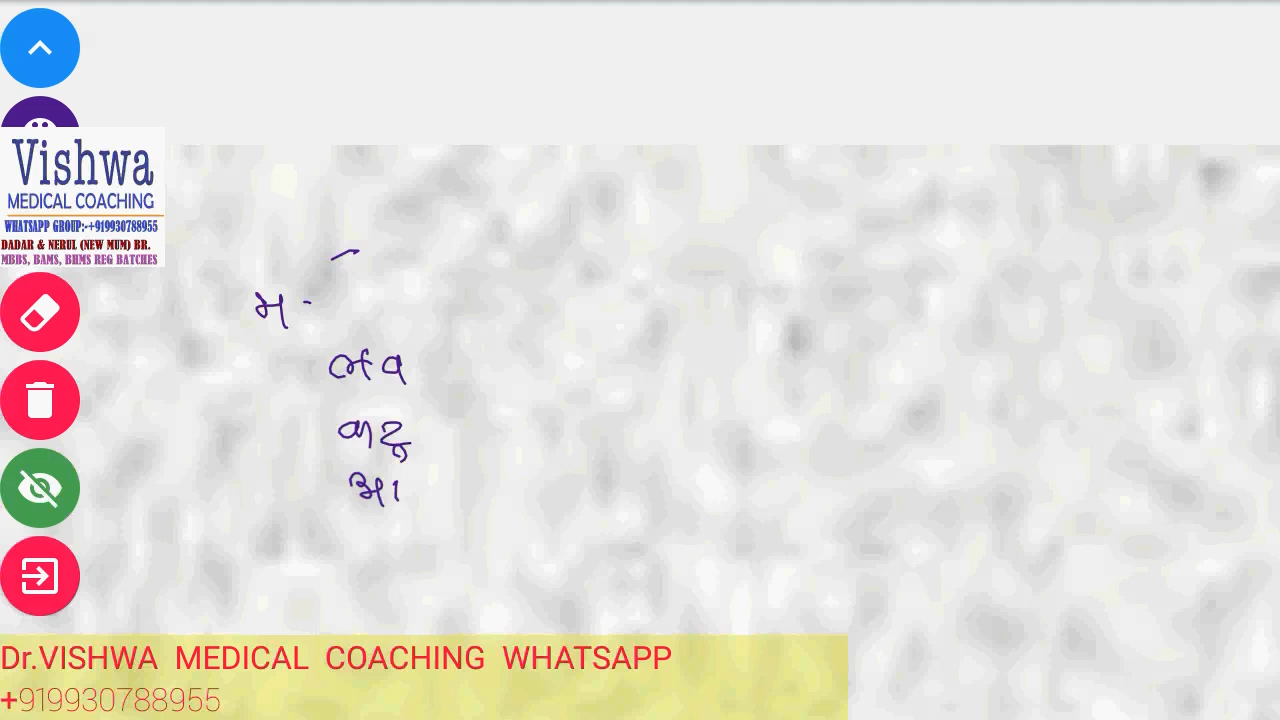 Vishwa
MEDICAL COACHING
WHATSAPP GROUP:-+919930788955
DADAR & NERUL (NEW MUM) BR.
MBBS, BAMS, BHMS REG BATCHES
Dr.VISHWA MEDICAL COACHING WHATSAPP
+919930788955